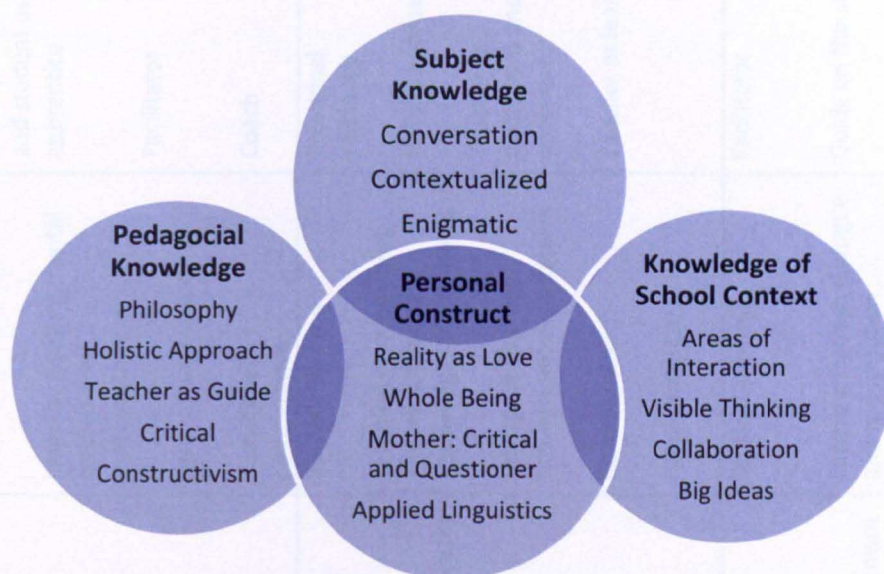 Subject
Knowledge
Conversation
Contextualized
Enigmatic
Pedagocial
Knowledge
Philosophy
Holistic Approach
Teacher as Guide
Critical
Constructivism
Personal
Construct
Reality as Love
Whole Being
Mother: Critical
and Questioner
Applied Linguistics
Knowledge of
School Context
Areas of
Interaction
Visible Thinking
Collaboration
Big Ideas